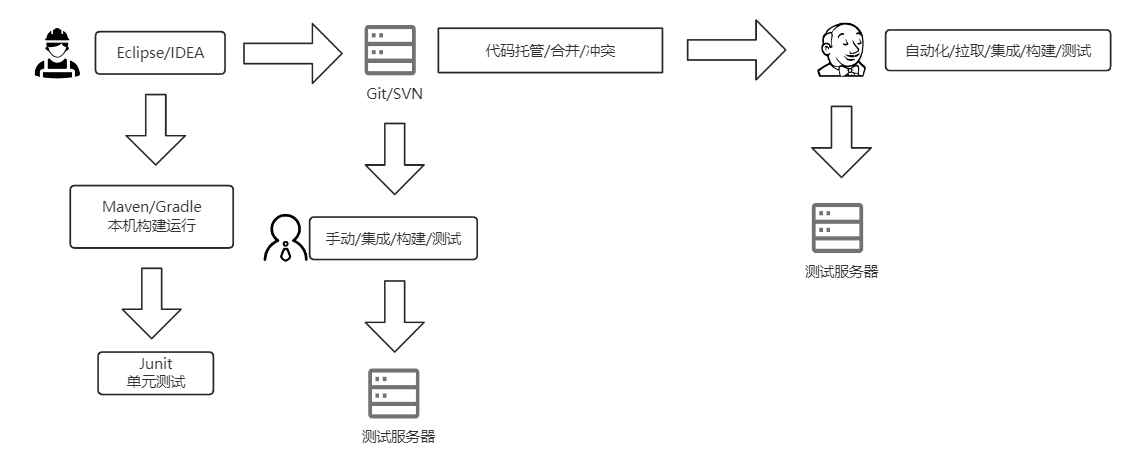 Eclipse/IDEA
代码托管/合并/冲突
自动化/拉取/集成/构建/测试
Git/SVN
Maven/Gradle
本机构建运行
手动/集成/构建/测试
测试服务器
Junit
单元测试
测试服务器